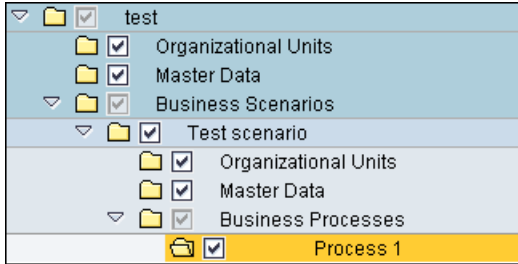 test
Organizational Units
Master Data
Business Scenarios
Test scenario
Organizational Units
Master Data
Business Processes
Process 1